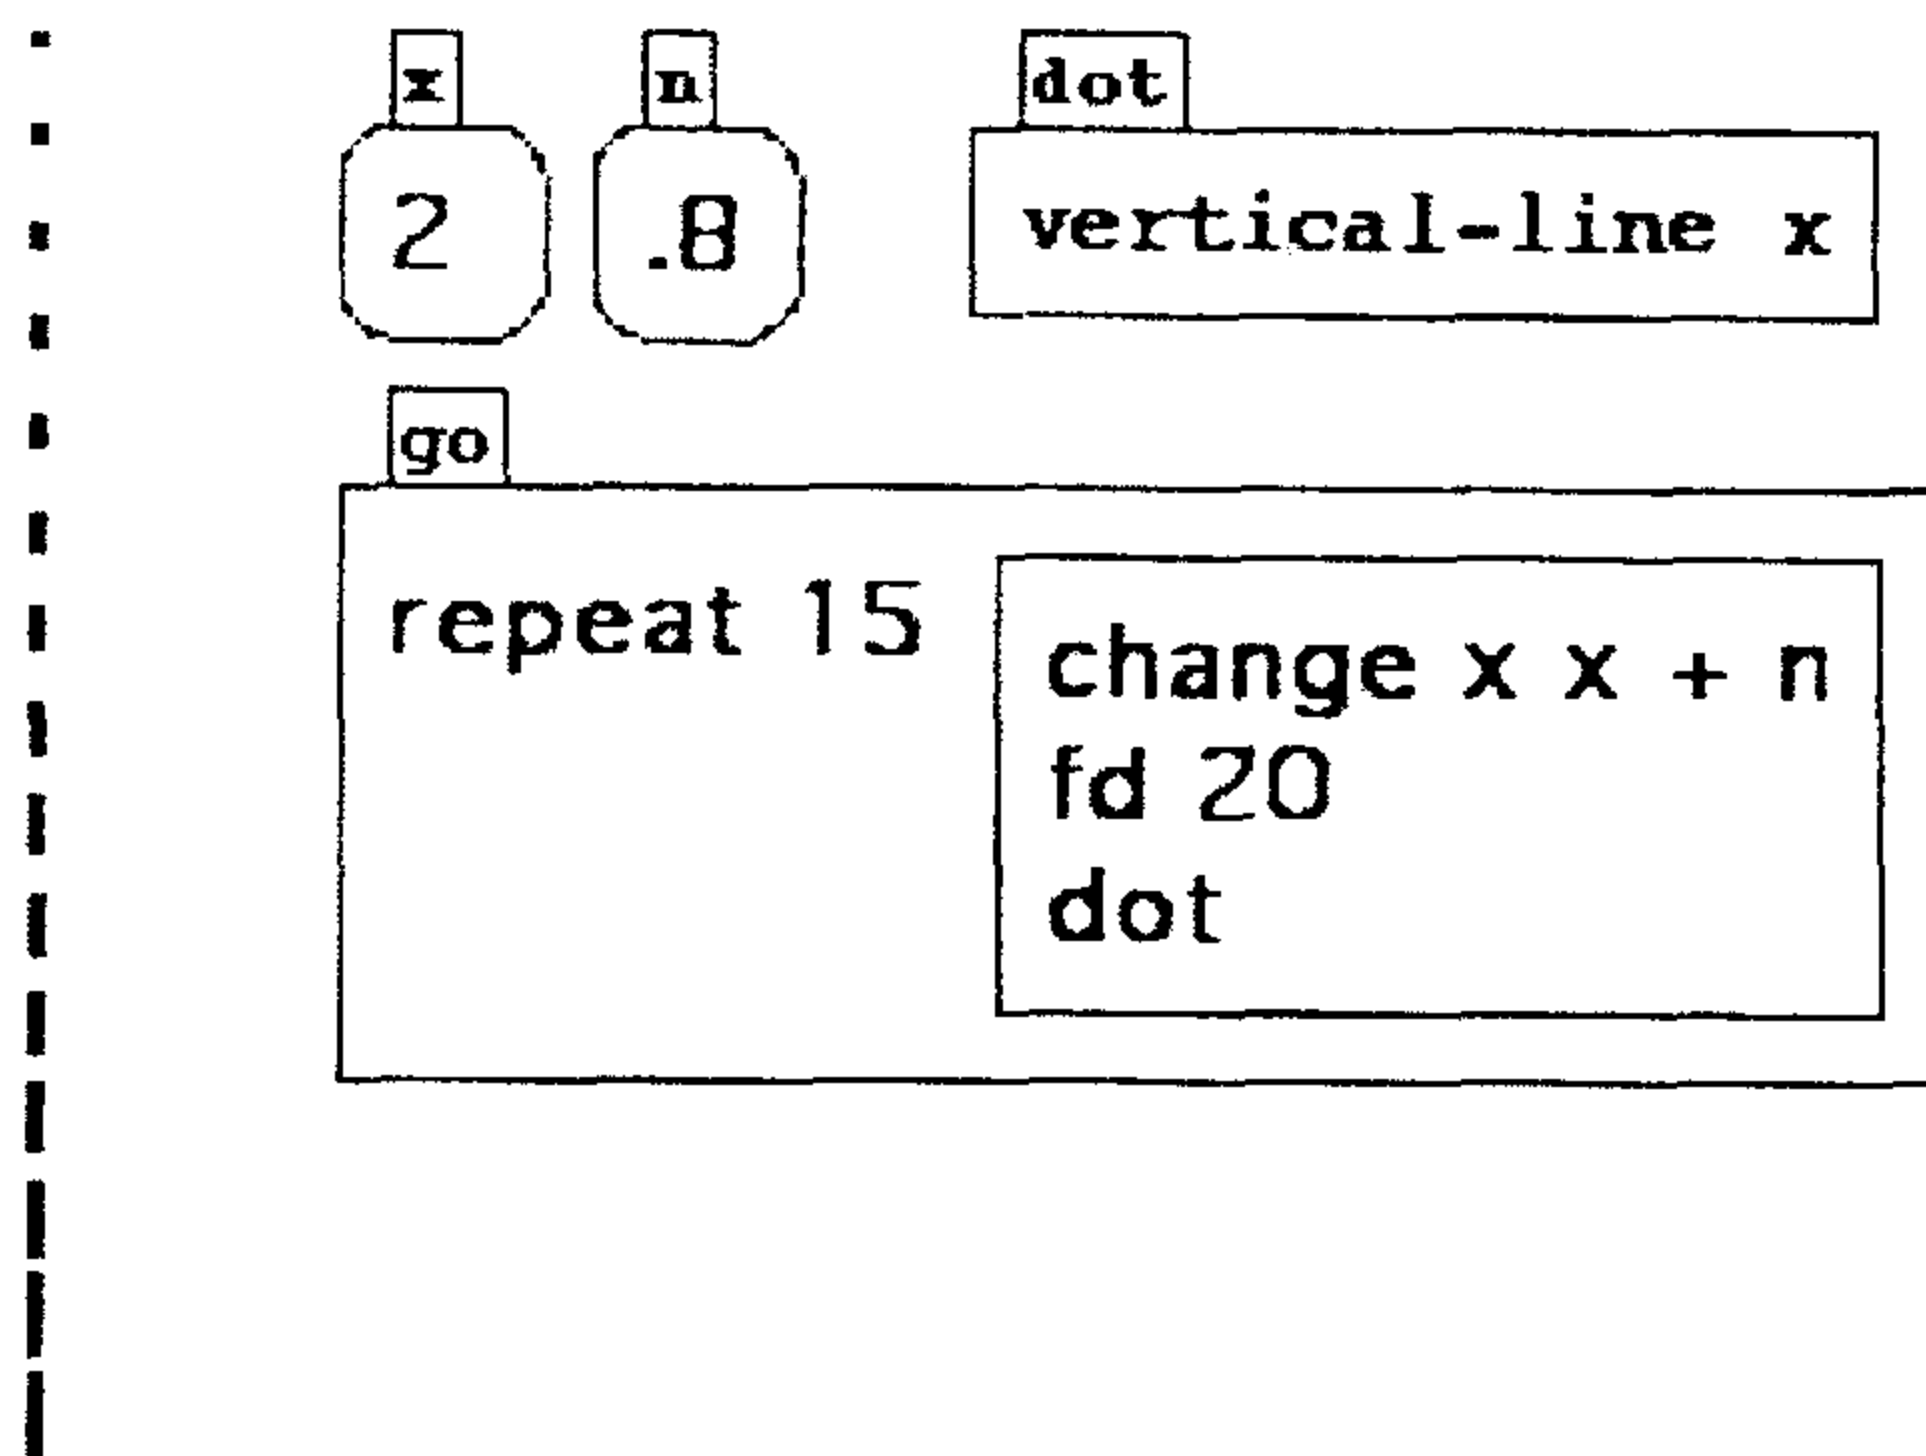 x n dot
2 .8 vertical-line x
go
repeat 15 change x x + n
fd 20
dot